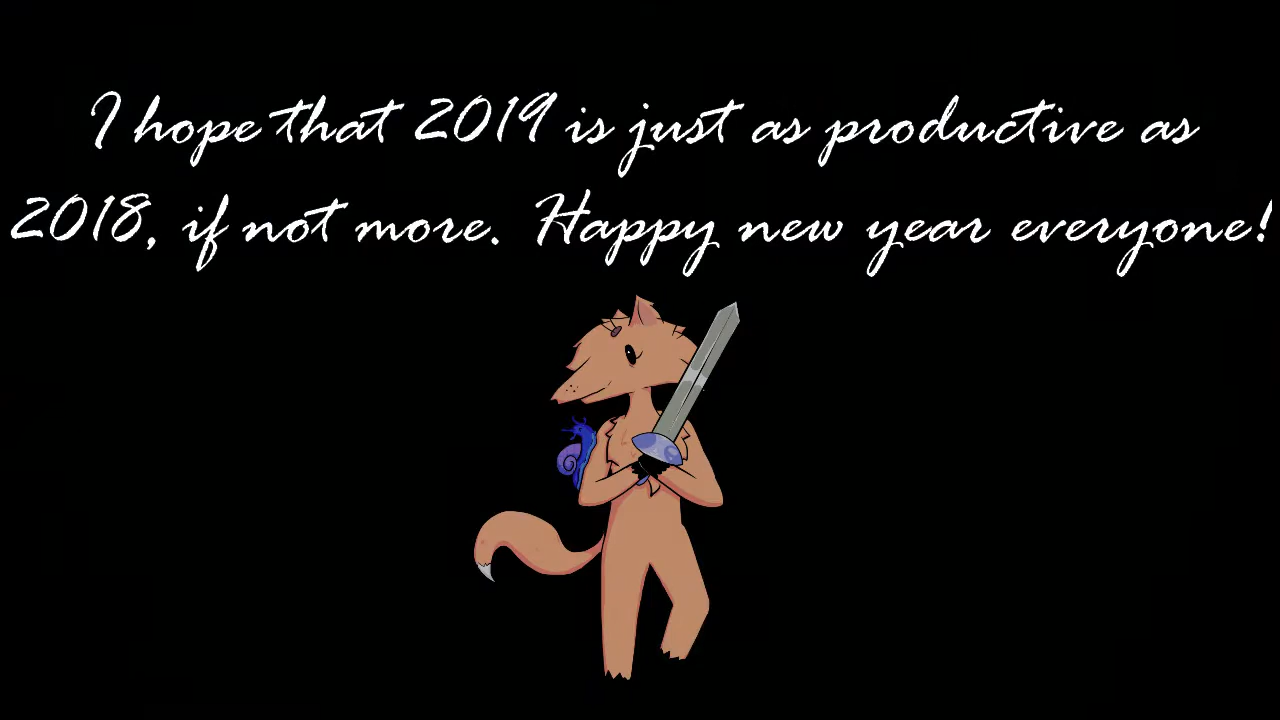 I hope that 2019 is just as productive as
2018, if not more. Happy new year everyone!